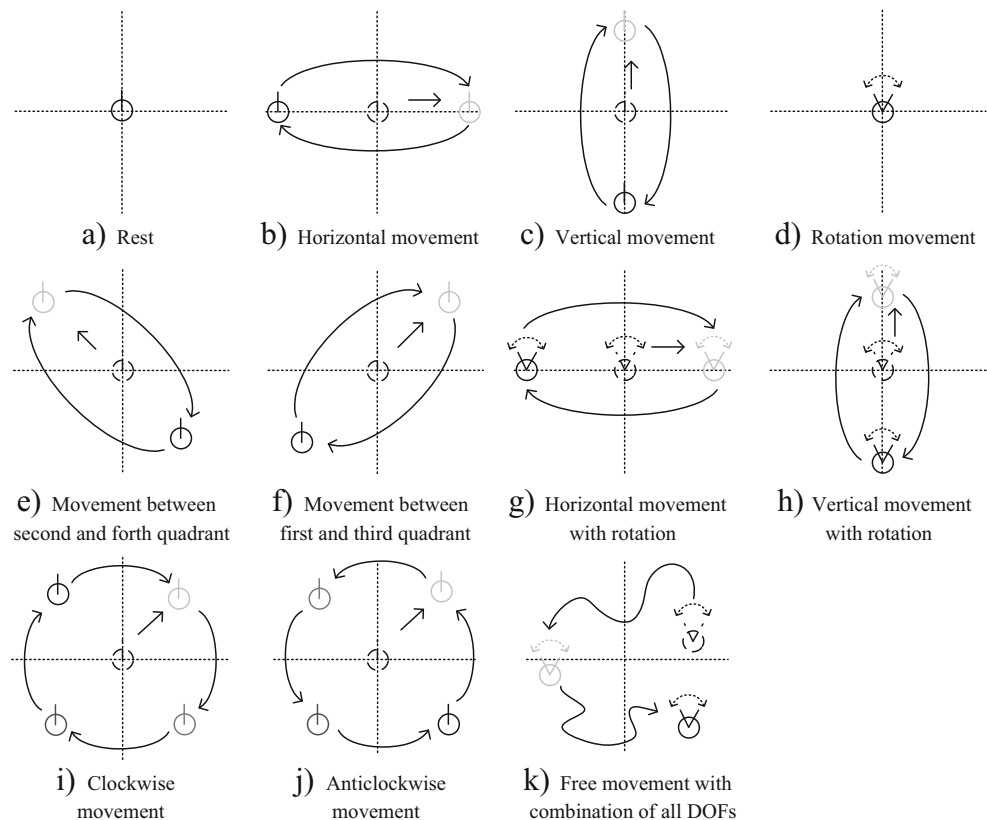 a) Rest
b) Horizontal movement
c) Vertical movement
d) Rotation movement
e) Movement between
second and forth quadrant
f) Movement between
first and third quadrant
g) Horizontal movement
with rotation
h) Vertical movement
with rotation
i) Clockwise
movement
j) Anticlockwise
movement
k) Free movement with
combination of all DOFs